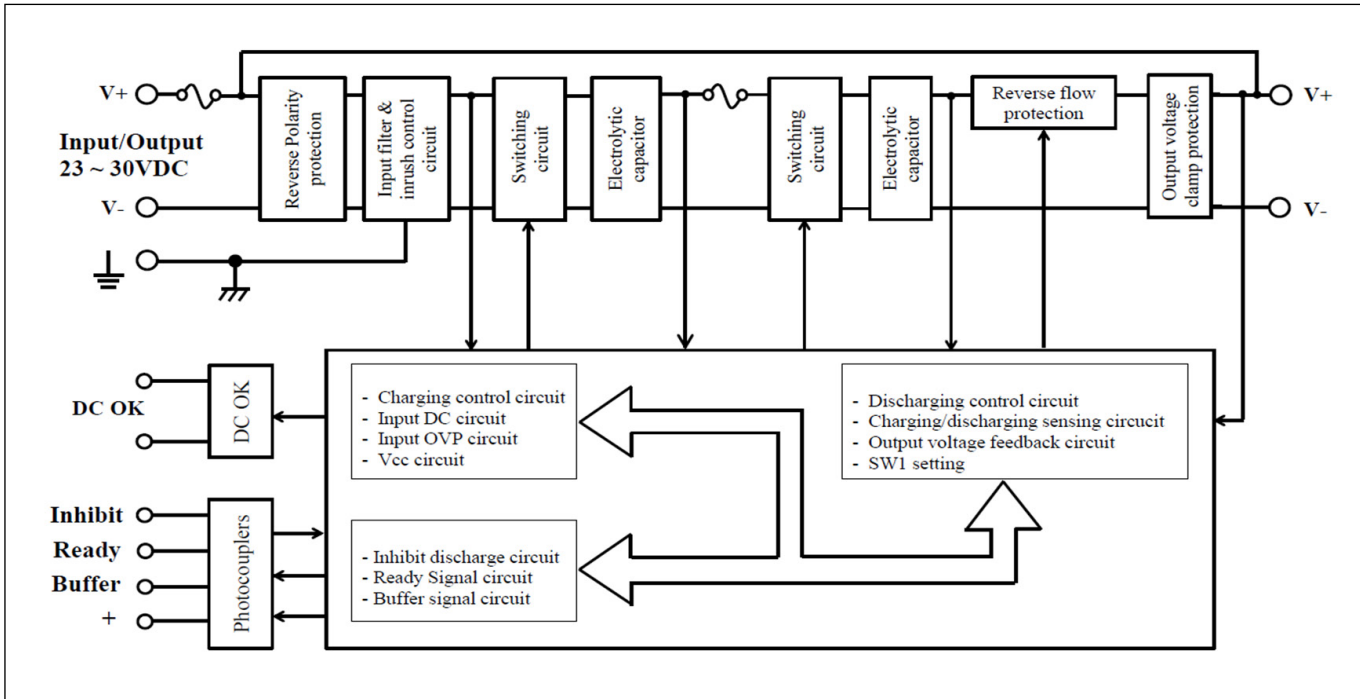 V+
Input/Output
23 ~ 30VDC
V-
Reverse Polarity
protection
Input filter &
inrush control
circuit
Switching
circuit
Electrolytic
capacitor
Switching
circuit
Electrolytic
capacitor
Reverse flow
protection
Output voltage
clamp protection
V+
V-
DC OK
DC OK
- Charging control circuit
- Input DC circuit
- Input OVP circuit
- Vcc circuit
- Discharging control circuit
- Charging/discharging sensing circucit
- Output voltage feedback circuit
- SW1 setting
Inhibit
Ready
Buffer
+
Photocouplers
- Inhibit discharge circuit
- Ready Signal circuit
- Buffer signal circuit